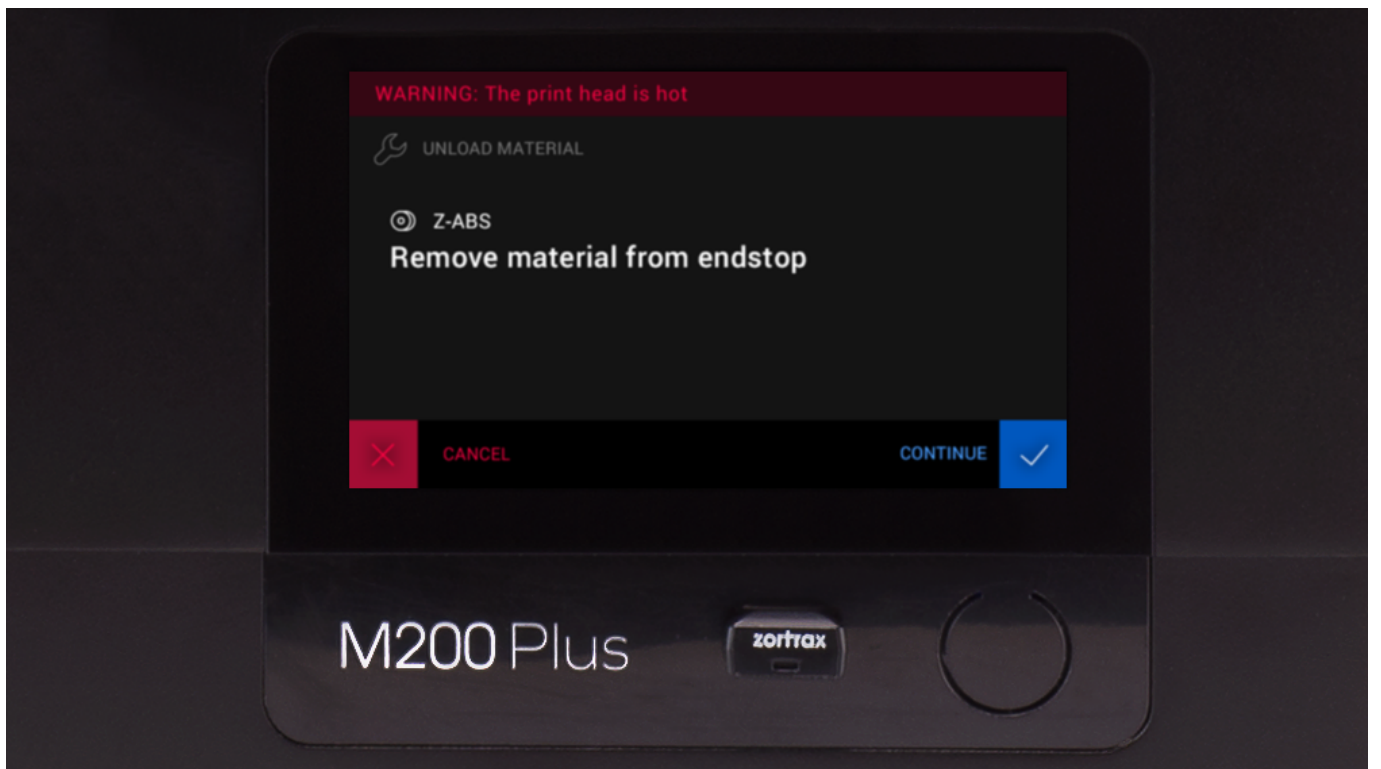 WARNING: The print head is hot
UNLOAD MATERIAL
Z-ABS
Remove material from endstop
CANCEL
CONTINUE
M200 Plus
zortrax